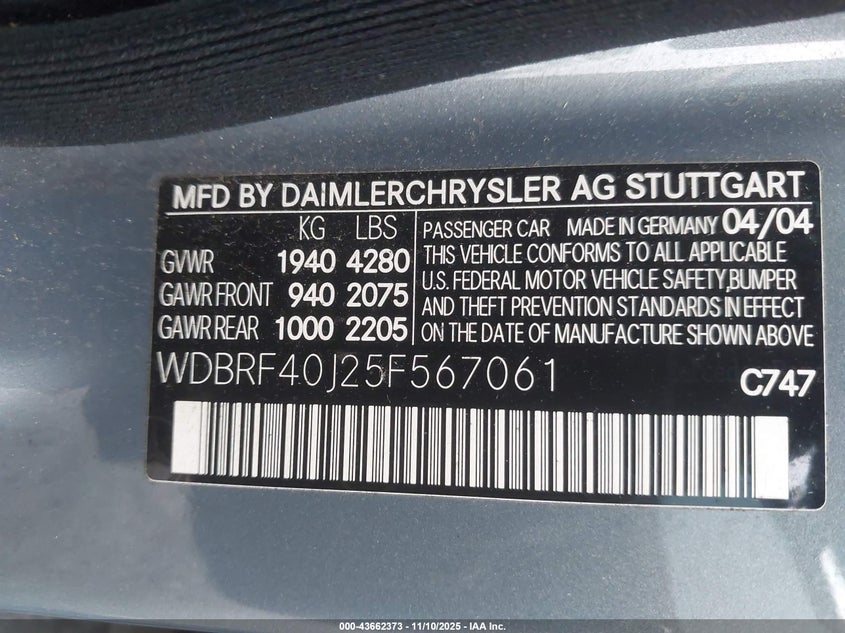 MFD BY DAIMLERCHRYSLER AG STUTTGART
KG LBS
GVWR 1940 4280
GAWR FRONT 940 2075
GAWR REAR 1000 2205
PASSENGER CAR MADE IN GERMANY 04/04
THIS VEHICLE CONFORMS TO ALL APPLICABLE
U.S. FEDERAL MOTOR VEHICLE SAFETY,BUMPER
AND THEFT PREVENTION STANDARDS IN EFFECT
ON THE DATE OF MANUFACTURE SHOWN ABOVE
WDBRF40J25F567061
C747
000-43662373 - 11/10/2025 - IAA Inc.